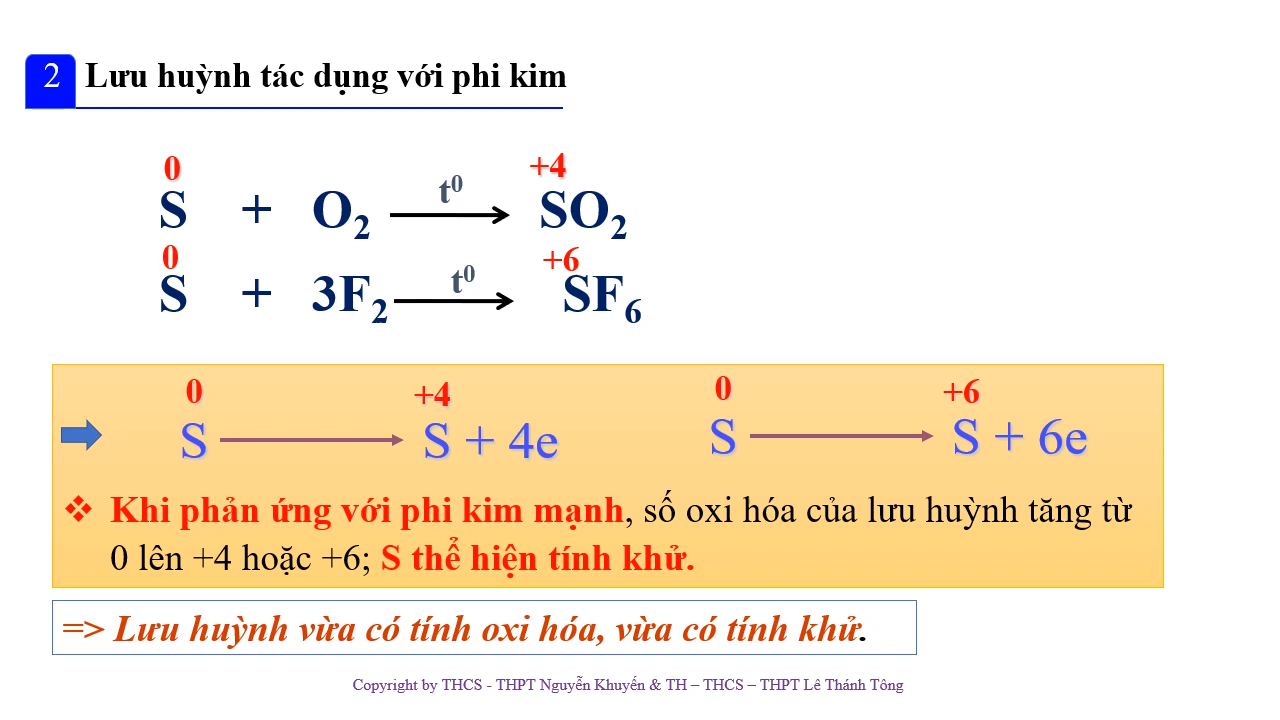 2 Lưu huỳnh tác dụng với phi kim
0 +4
S + O₂ t⁰ → SO₂
0 +6
S + 3F₂ t⁰ → SF₆
0 +4 0 +6
S → S + 4e S → S + 6e
❖ Khi phản ứng với phi kim mạnh, số oxi hóa của lưu huỳnh tăng từ
0 lên +4 hoặc +6; S thể hiện tính khử.
=> Lưu huỳnh vừa có tính oxi hóa, vừa có tính khử.
Copyright by THCS - THPT Nguyễn Khuyến & TH – THCS – THPT Lê Thánh Tông